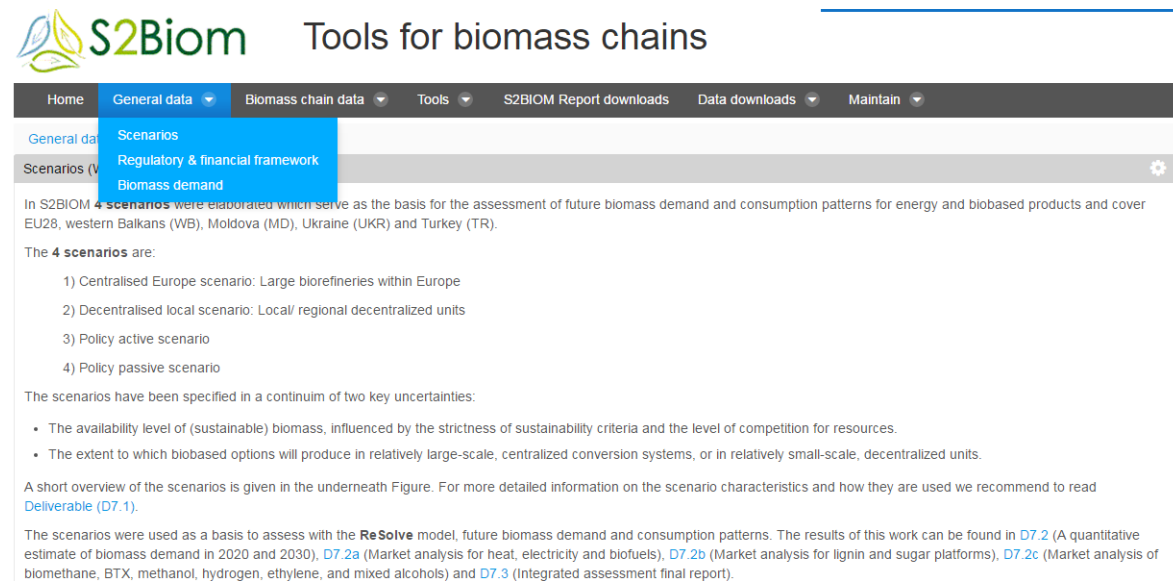 S2Biom Tools for biomass chains
Home General data Biomass chain data Tools S2BIOM Report downloads Data downloads Maintain
General dat
Scenarios
Regulatory & financial framework
Biomass demand
Scenarios (
In S2BIOM 4 scenarios were elaborated which serve as the basis for the assessment of future biomass demand and consumption patterns for energy and biobased products and cover
EU28, western Balkans (WB), Moldova (MD), Ukraine (UKR) and Turkey (TR).
The 4 scenarios are:
1) Centralised Europe scenario: Large biorefineries within Europe
2) Decentralised local scenario: Local/ regional decentralized units
3) Policy active scenario
4) Policy passive scenario
The scenarios have been specified in a continuum of two key uncertainties:
• The availability level of (sustainable) biomass, influenced by the strictness of sustainability criteria and the level of competition for resources.
• The extent to which biobased options will produce in relatively large-scale, centralized conversion systems, or in relatively small-scale, decentralized units.
A short overview of the scenarios is given in the underneath Figure. For more detailed information on the scenario characteristics and how they are used we recommend to read
Deliverable (D7.1).
The scenarios were used as a basis to assess with the ReSolve model, future biomass demand and consumption patterns. The results of this work can be found in D7.2 (A quantitative
estimate of biomass demand in 2020 and 2030), D7.2a (Market analysis for heat, electricity and biofuels), D7.2b (Market analysis for lignin and sugar platforms), D7.2c (Market analysis of
biomethane, BTX, methanol, hydrogen, ethylene, and mixed alcohols) and D7.3 (Integrated assessment final report).